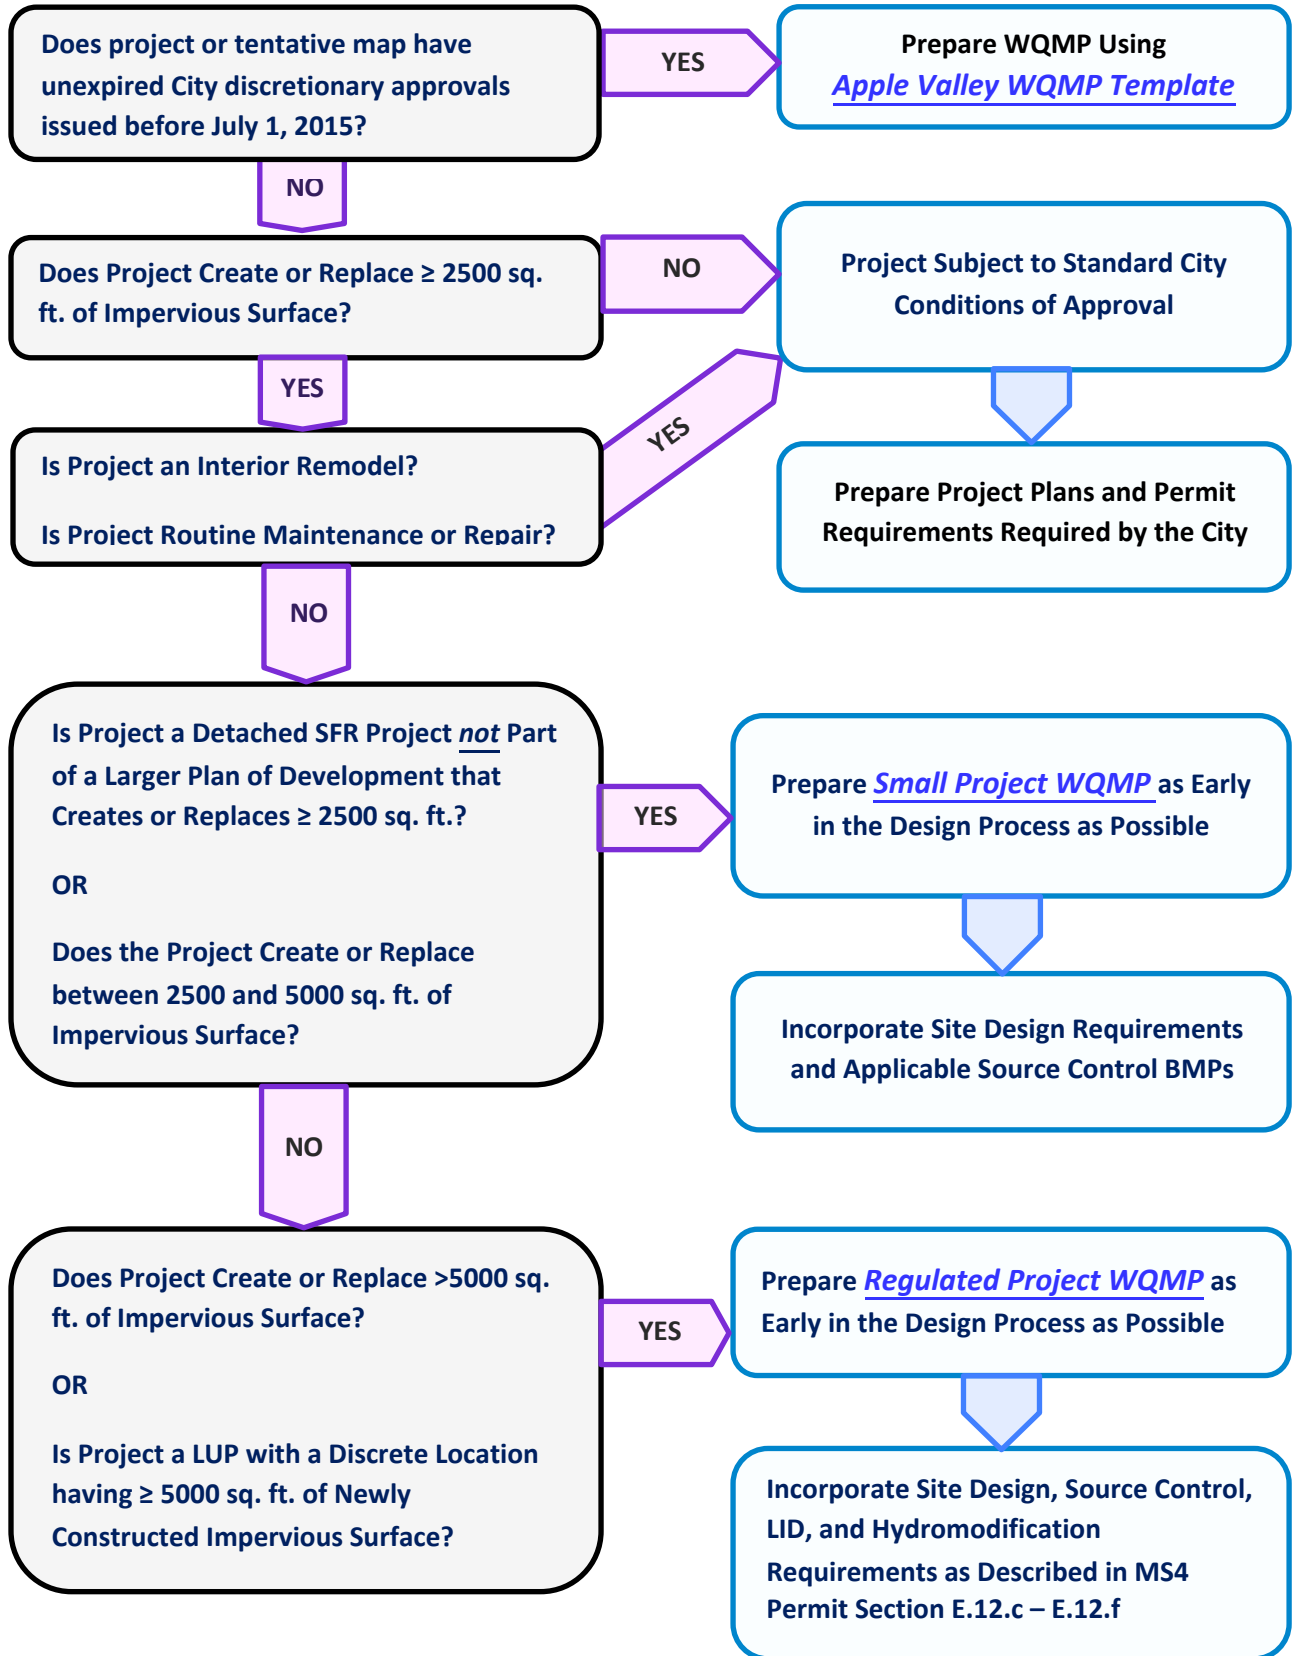 Does project or tentative map have
unexpired City discretionary approvals
issued before July 1, 2015?
YES
Prepare WQMP Using
Apple Valley WQMP Template
NO
Does Project Create or Replace ≥ 2500 sq.
ft. of Impervious Surface?
NO
Project Subject to Standard City
Conditions of Approval
YES
Is Project an Interior Remodel?
Is Project Routine Maintenance or Repair?
YES
Prepare Project Plans and Permit
Requirements Required by the City
NO
Is Project a Detached SFR Project not Part
of a Larger Plan of Development that
Creates or Replaces ≥ 2500 sq. ft.?
OR
Does the Project Create or Replace
between 2500 and 5000 sq. ft. of
Impervious Surface?
YES
Prepare Small Project WQMP as Early
in the Design Process as Possible
Incorporate Site Design Requirements
and Applicable Source Control BMPs
NO
Does Project Create or Replace >5000 sq.
ft. of Impervious Surface?
OR
Is Project a LUP with a Discrete Location
having ≥ 5000 sq. ft. of Newly
Constructed Impervious Surface?
YES
Prepare Regulated Project WQMP as
Early in the Design Process as Possible
Incorporate Site Design, Source Control,
LID, and Hydromodification
Requirements as Described in MS4
Permit Section E.12.c – E.12.f